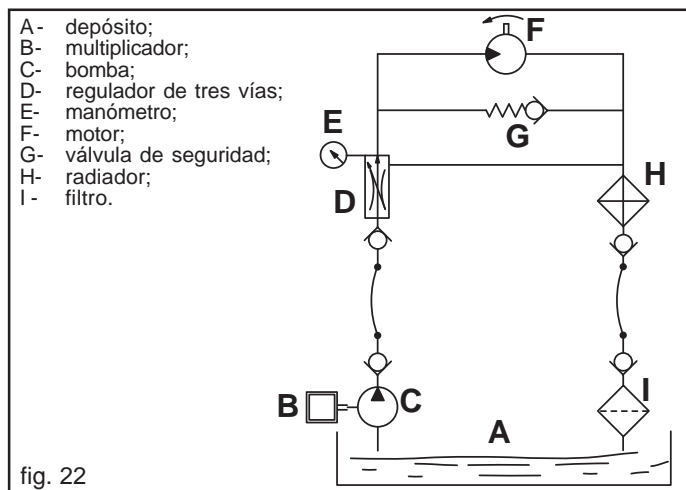 A - depósito;
B- multiplicador;
C- bomba;
D- regulador de tres vías;
E- manómetro;
F- motor;
G- válvula de seguridad;
H- radiador;
I - filtro.
F
E
G
H
D
B
C
I
A
fig. 22